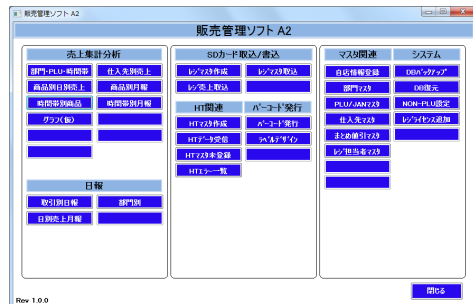 販売管理ソフト A2
販売管理ソフト A2
売上集計分析
部門・PLU・時間帯 仕入先別売上
商品別日別売上 商品別月報
時間帯別商品 時間帯別月報
グラフ(仮)
日報
取引別日報 部門別
日別売上月報
SDカード取込/書込
ﾚｼﾞﾏｽﾀ作成 ﾚｼﾞﾏｽﾀ取込
ﾚｼﾞ売上取込
HT関連
HTﾏｽﾀ作成
HTﾃﾞｰﾀ受信
HTﾏｽﾀ未登録
HTｴﾗｰ一覧
ﾊﾞｰｺｰﾄﾞ発行
ﾊﾞｰｺｰﾄﾞ発行
ﾗﾍﾞﾙﾃﾞｻﾞｲﾝ
マスタ関連
自店情報登録
部門ﾏｽﾀ
PLU/JANﾏｽﾀ
仕入先ﾏｽﾀ
まとめ値引ﾏｽﾀ
ﾚｼﾞ担当者ﾏｽﾀ
システム
DBﾊﾞｯｸｱｯﾌﾟ
DB復元
NON-PLU設定
ﾚｼﾞﾗｲｾﾝｽ追加
閉じる
Rev 1.0.0